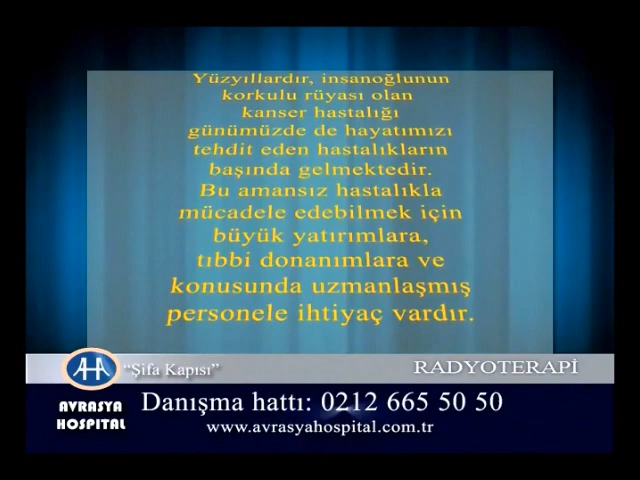 Yüzyıllardır, insanoğlunun
korkulu rüyası olan
kanser hastalığı
günümüzde de hayatımızı
tehdit eden hastalıkların
başında gelmektedir.
Bu amansız hastalıkla
mücadele edebilmek için
büyük yatırımlara,
tıbbi donanımlara ve
konusunda uzmanlaşmış
personele ihtiyaç vardır.
AHA "Şifa Kapısı" RADYOTERAPİ
AVRASYA HOSPITAL
Danışma hattı: 0212 665 50 50
www.avrasyahospital.com.tr